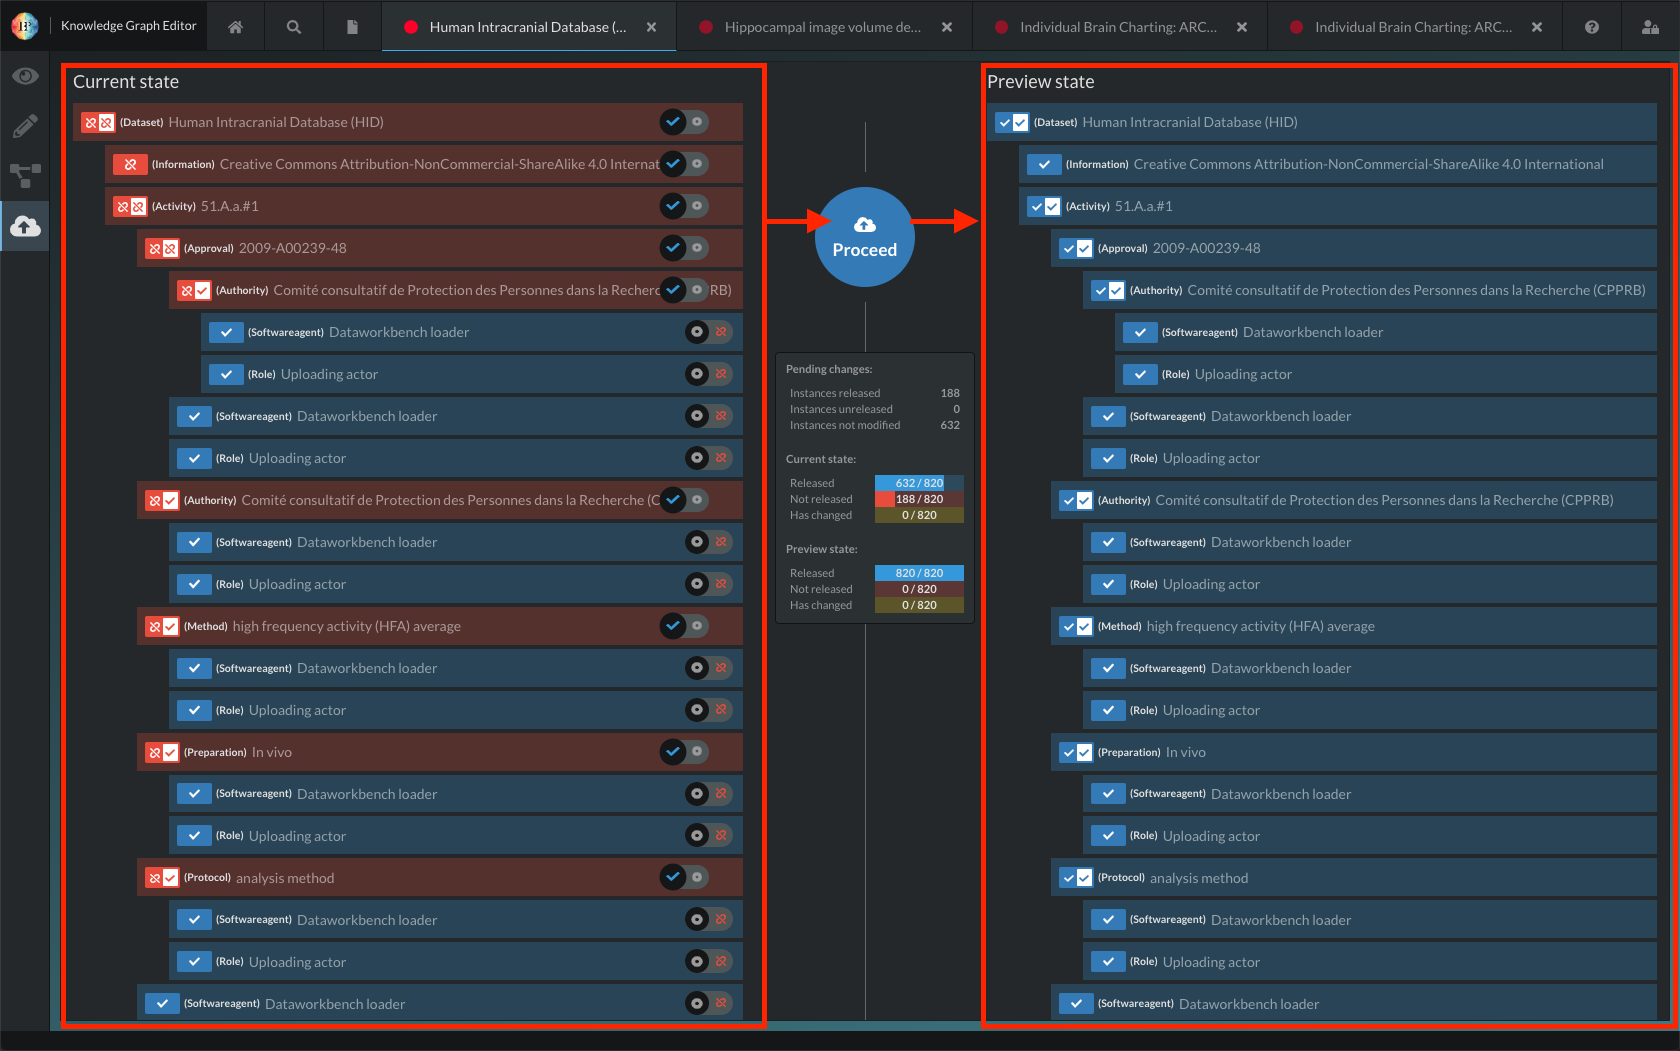 Knowledge Graph Editor
Human Intracranial Database (...
Hippocampal image volume de...
Individual Brain Charting: ARC...
Individual Brain Charting: ARC...
Current state
(Dataset) Human Intracranial Database (HID)
(Information) Creative Commons Attribution-NonCommercial-ShareAlike 4.0 Internat
(Activity) 51.A.a.#1
(Approval) 2009-A00239-48
(Authority) Comité consultatif de Protection des Personnes dans la Recherc RB)
(Softwareagent) Dataworkbench loader
(Role) Uploading actor
(Softwareagent) Dataworkbench loader
(Role) Uploading actor
(Authority) Comité consultatif de Protection des Personnes dans la Recherche (C
(Softwareagent) Dataworkbench loader
(Role) Uploading actor
(Method) high frequency activity (HFA) average
(Softwareagent) Dataworkbench loader
(Role) Uploading actor
(Preparation) In vivo
(Softwareagent) Dataworkbench loader
(Role) Uploading actor
(Protocol) analysis method
(Softwareagent) Dataworkbench loader
(Role) Uploading actor
(Softwareagent) Dataworkbench loader
Proceed
Pending changes:
Instances released 188
Instances unreleased 0
Instances not modified 632
Current state:
Released 632 / 820
Not released 188 / 820
Has changed 0 / 820
Preview state:
Released 820 / 820
Not released 0 / 820
Has changed 0 / 820
Preview state
(Dataset) Human Intracranial Database (HID)
(Information) Creative Commons Attribution-NonCommercial-ShareAlike 4.0 International
(Activity) 51.A.a.#1
(Approval) 2009-A00239-48
(Authority) Comité consultatif de Protection des Personnes dans la Recherche (CPPRB)
(Softwareagent) Dataworkbench loader
(Role) Uploading actor
(Softwareagent) Dataworkbench loader
(Role) Uploading actor
(Authority) Comité consultatif de Protection des Personnes dans la Recherche (CPPRB)
(Softwareagent) Dataworkbench loader
(Role) Uploading actor
(Method) high frequency activity (HFA) average
(Softwareagent) Dataworkbench loader
(Role) Uploading actor
(Preparation) In vivo
(Softwareagent) Dataworkbench loader
(Role) Uploading actor
(Protocol) analysis method
(Softwareagent) Dataworkbench loader
(Role) Uploading actor
(Softwareagent) Dataworkbench loader